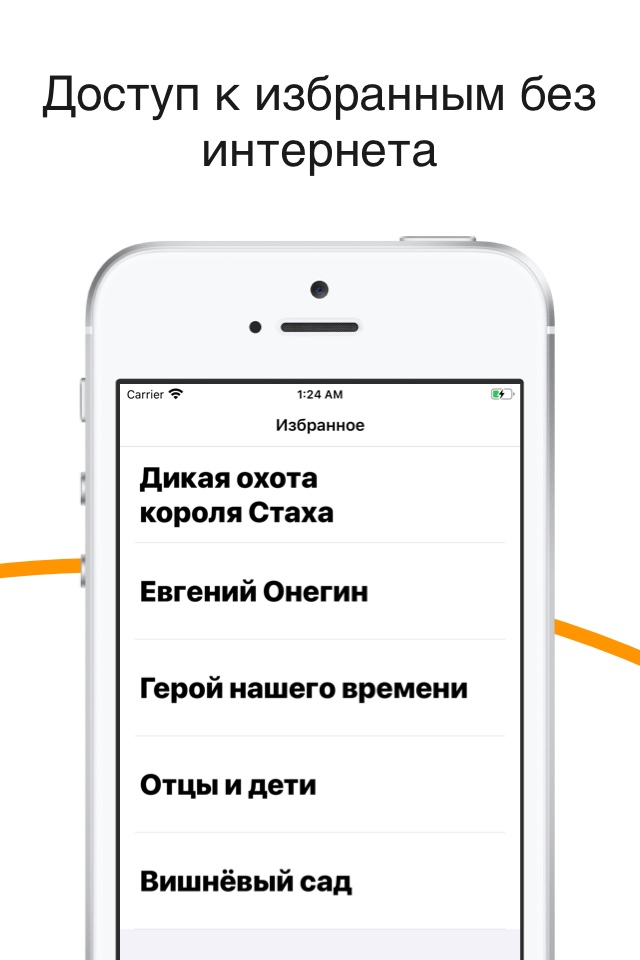 Доступ к избранным без
интернета
Carrier 1:24 AM
Избранное
Дикая охота
короля Стаха
Евгений Онегин
Герой нашего времени
Отцы и дети
Вишнёвый сад